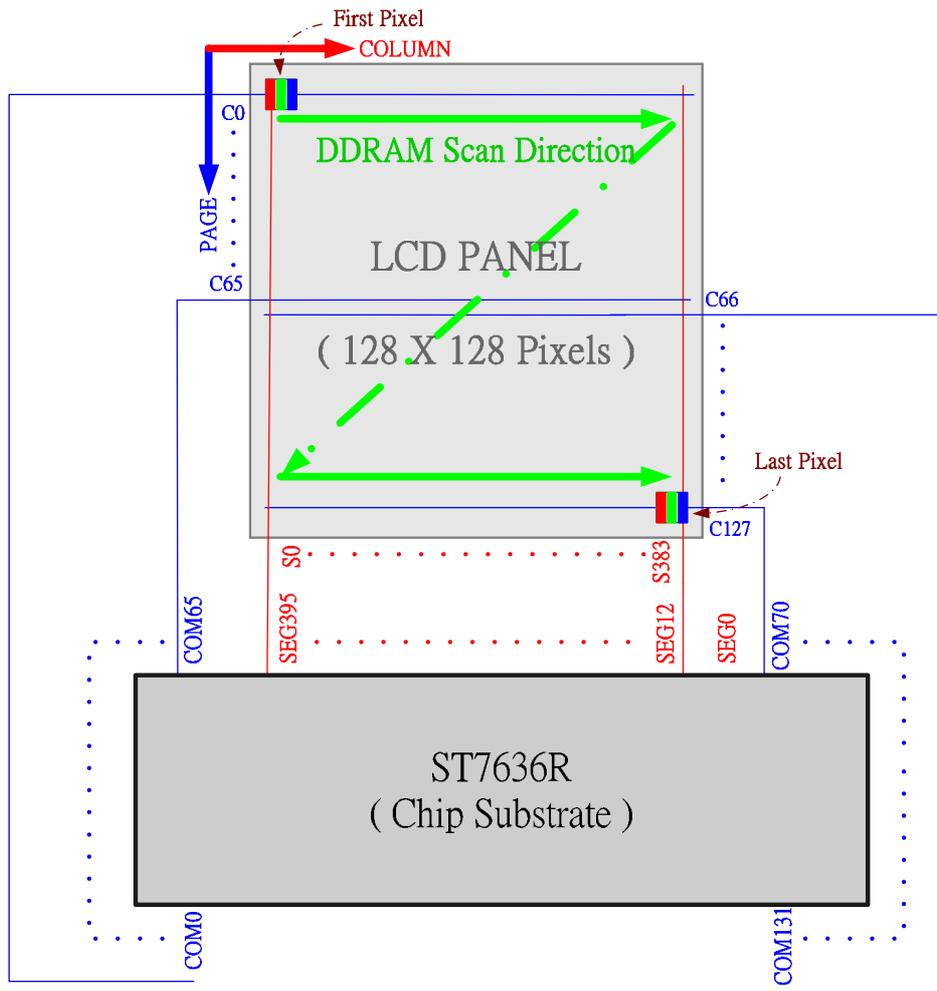 First Pixel
COLUMN
C0
DDRAM Scan Direction
PAGE
LCD PANEL
C65
C66
( 128 X 128 Pixels )
Last Pixel
C127
S0
S383
COM65
SEG395
SEG12
SEG0
COM70
ST7636R
( Chip Substrate )
COM0
COM131